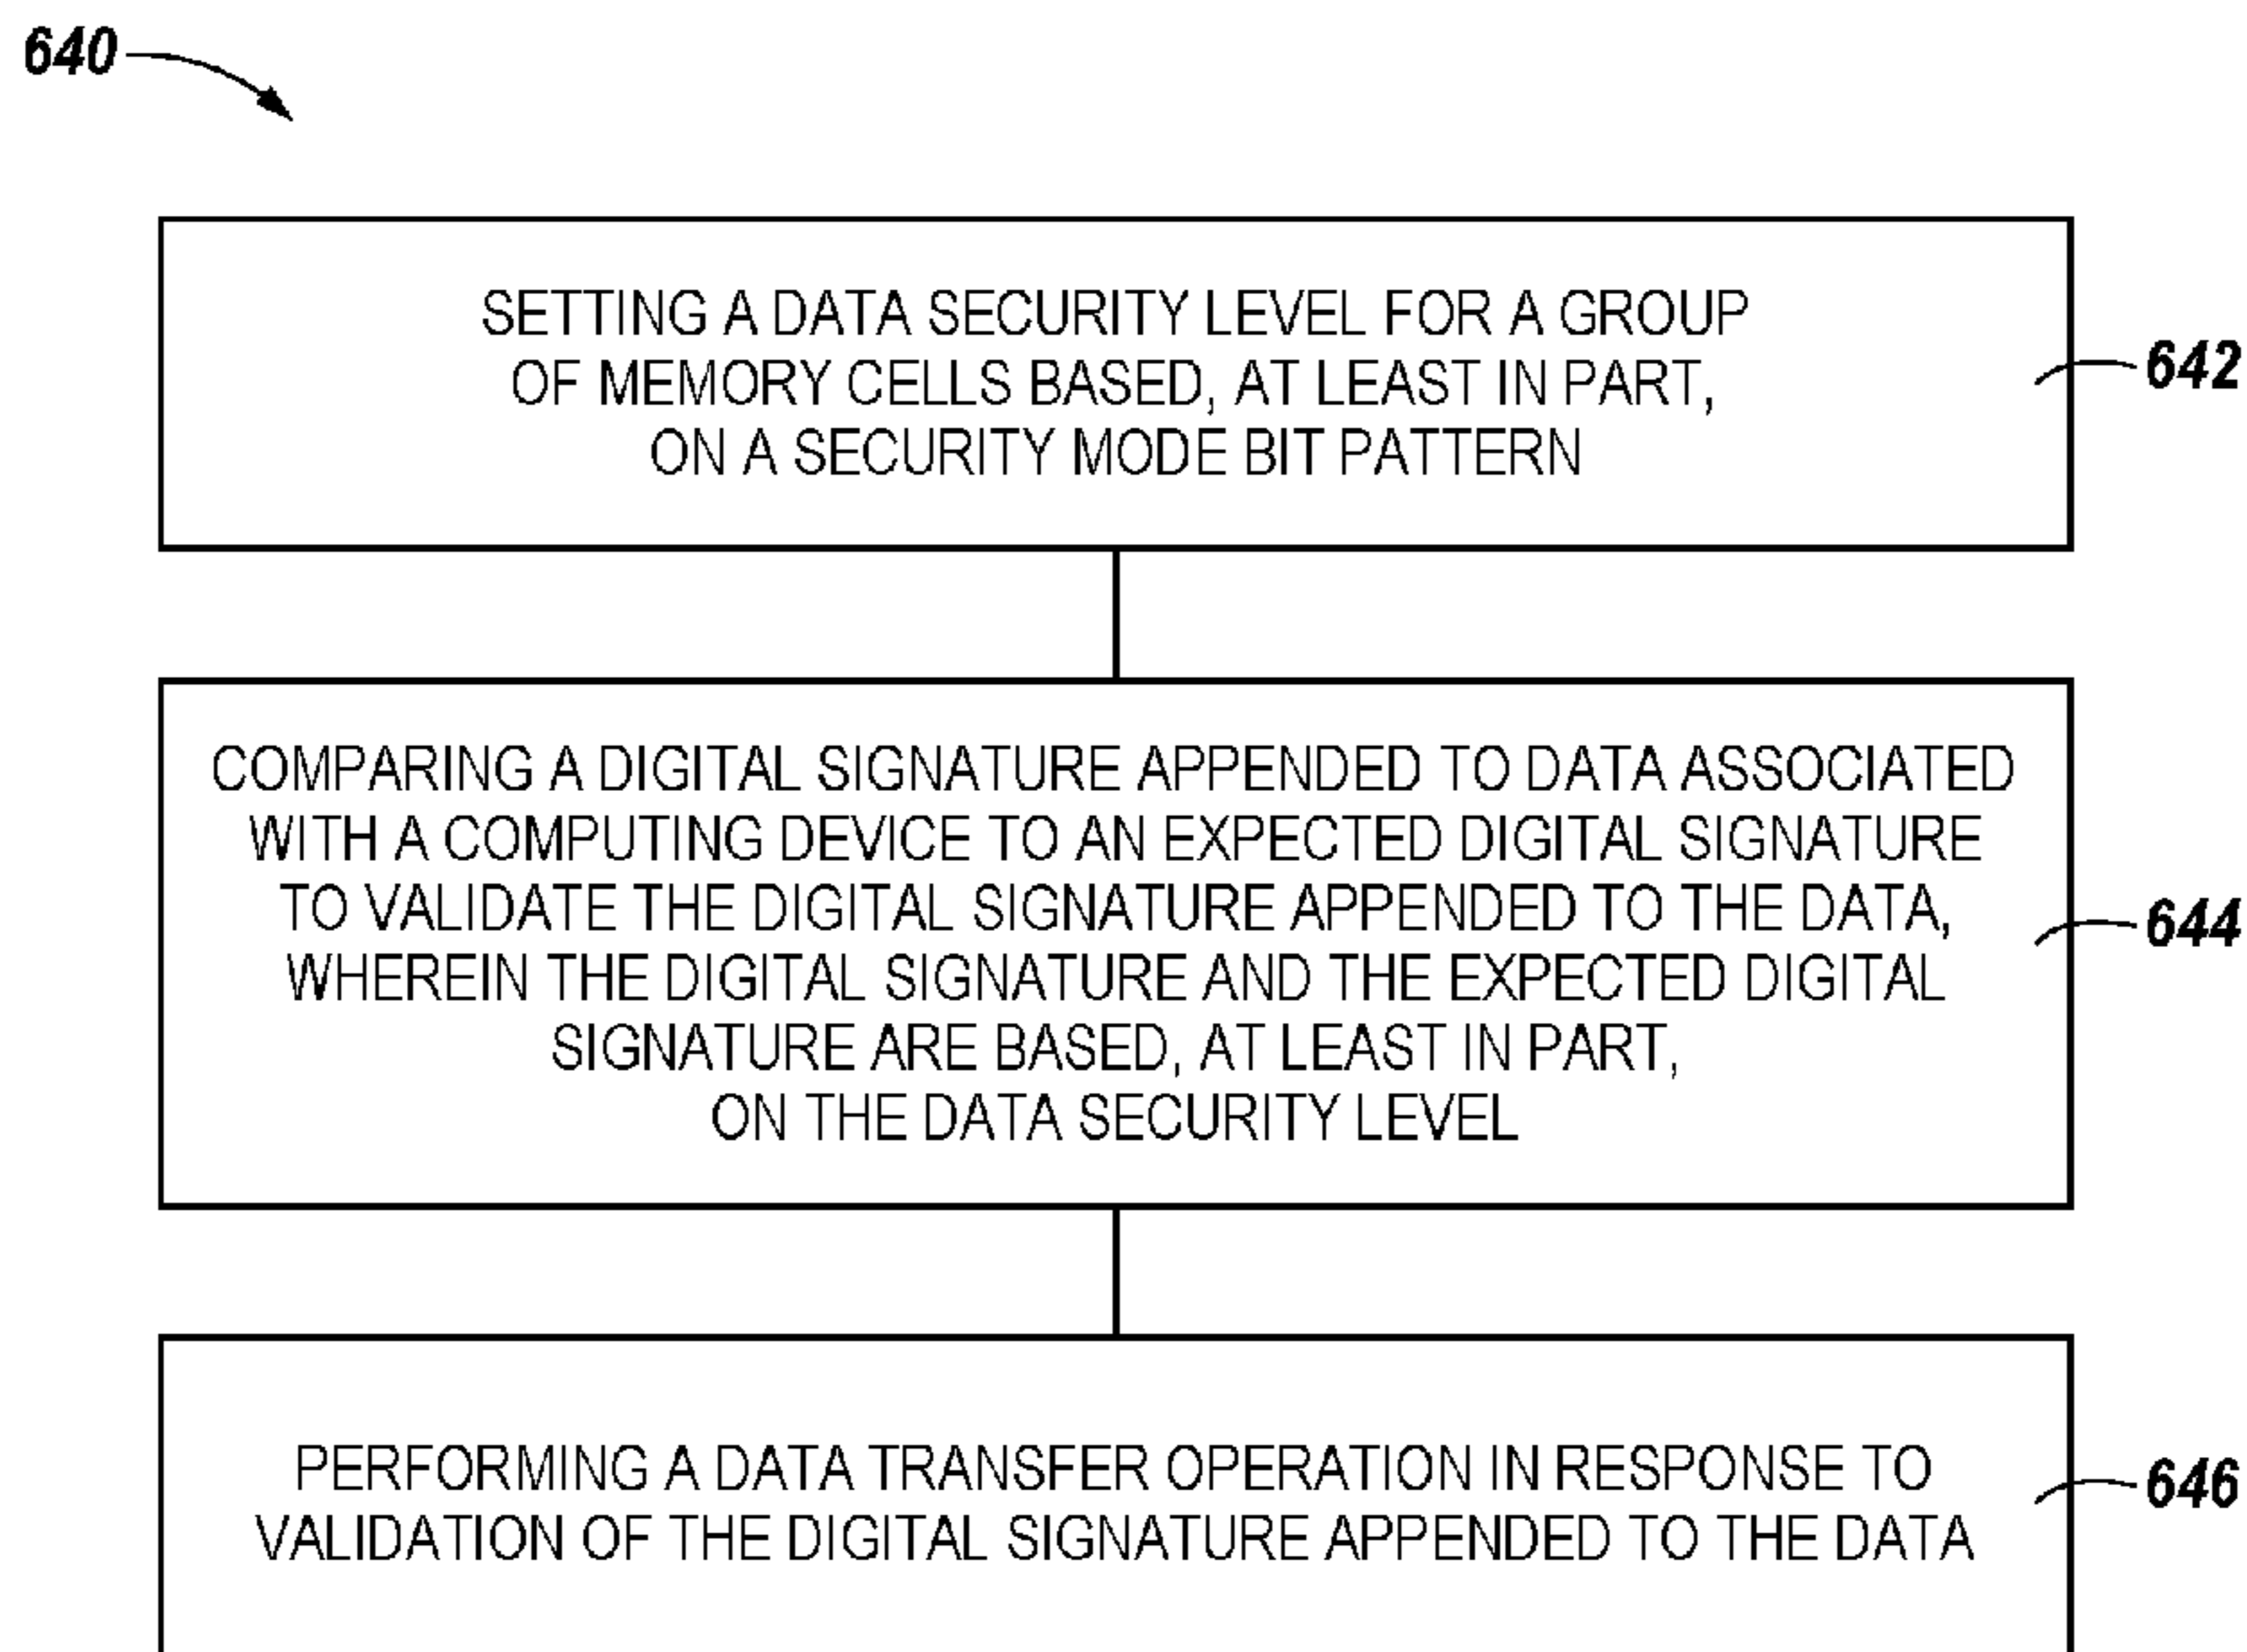 640
SETTING A DATA SECURITY LEVEL FOR A GROUP
OF MEMORY CELLS BASED, AT LEAST IN PART,
ON A SECURITY MODE BIT PATTERN
642
COMPARING A DIGITAL SIGNATURE APPENDED TO DATA ASSOCIATED
WITH A COMPUTING DEVICE TO AN EXPECTED DIGITAL SIGNATURE
TO VALIDATE THE DIGITAL SIGNATURE APPENDED TO THE DATA,
WHEREIN THE DIGITAL SIGNATURE AND THE EXPECTED DIGITAL
SIGNATURE ARE BASED, AT LEAST IN PART,
ON THE DATA SECURITY LEVEL
644
PERFORMING A DATA TRANSFER OPERATION IN RESPONSE TO
VALIDATION OF THE DIGITAL SIGNATURE APPENDED TO THE DATA
646